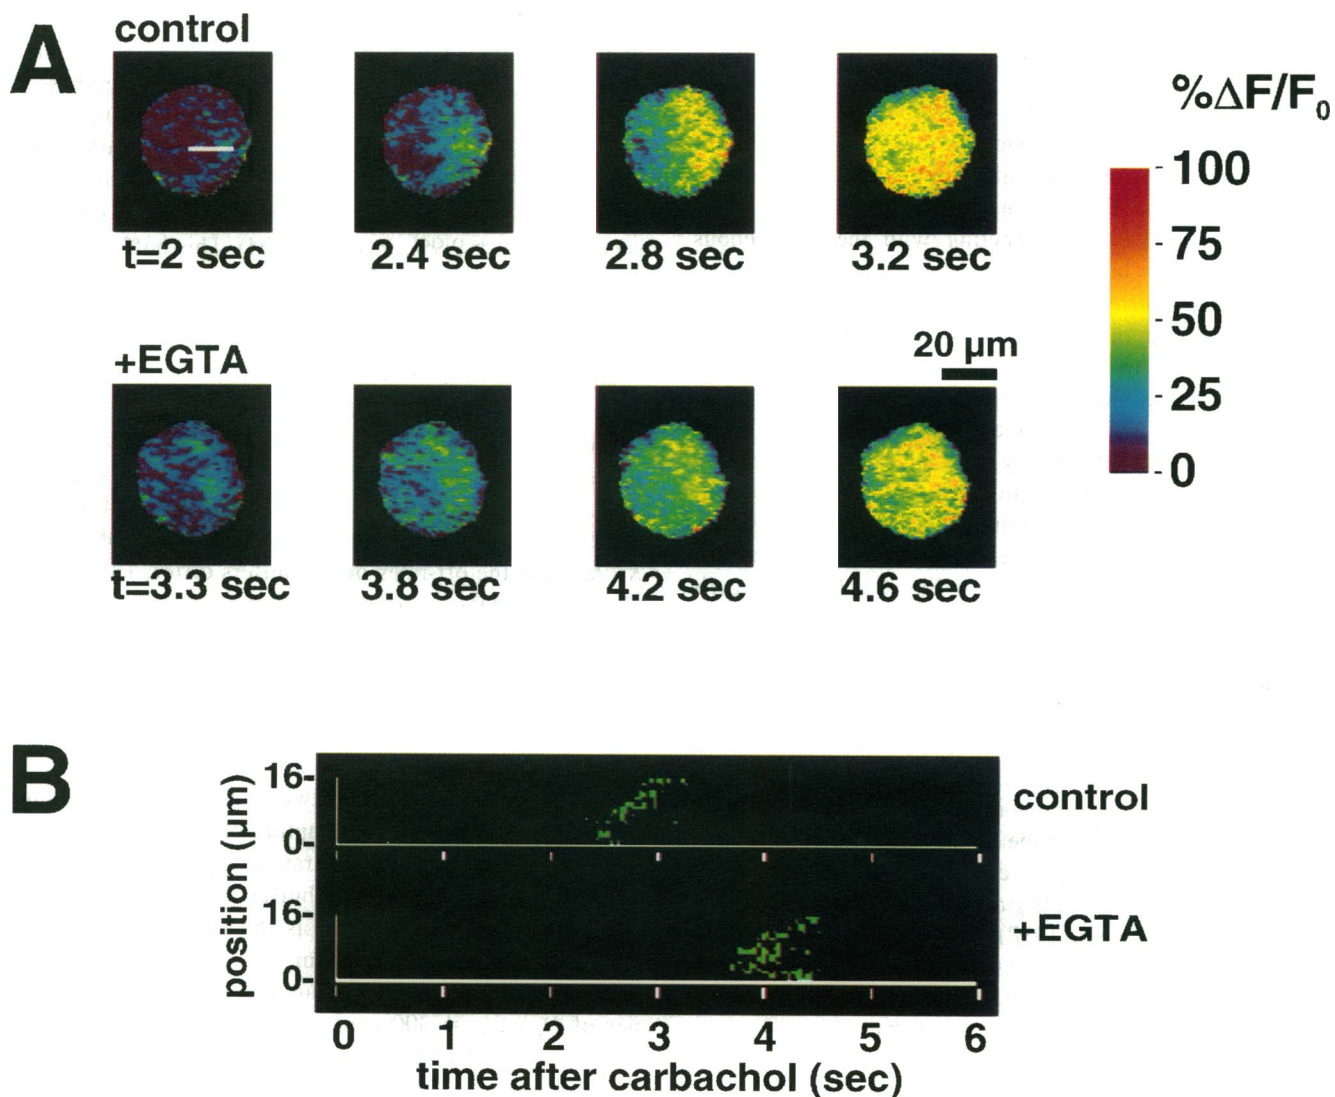 A
control
%ΔF/F0
t=2 sec
2.4 sec
2.8 sec
3.2 sec
100
75
50
25
0
+EGTA
20 µm
t=3.3 sec
3.8 sec
4.2 sec
4.6 sec
B
position (µm)
16-
0-
control
16-
0-
+EGTA
0 1 2 3 4 5 6
time after carbachol (sec)